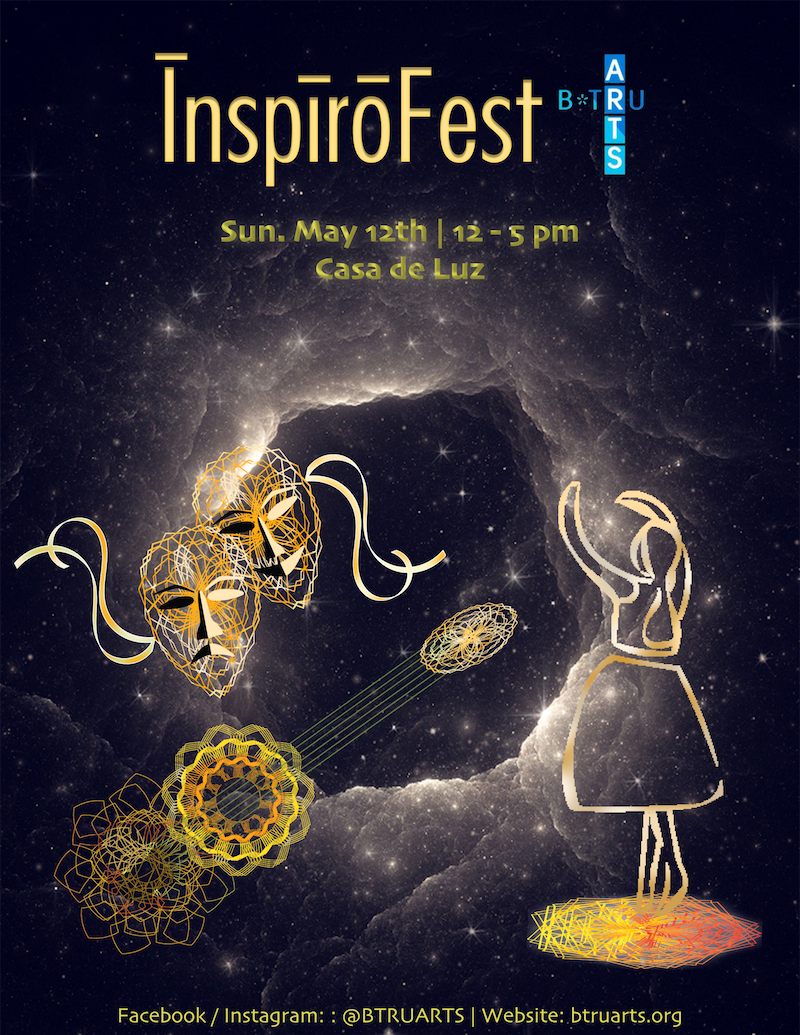 ĪnspīrōFest
B*TRU
ARTS
Sun. May 12th | 12 - 5 pm
Casa de Luz
Facebook / Instagram: : @BTRUARTS | Website: btruarts.org